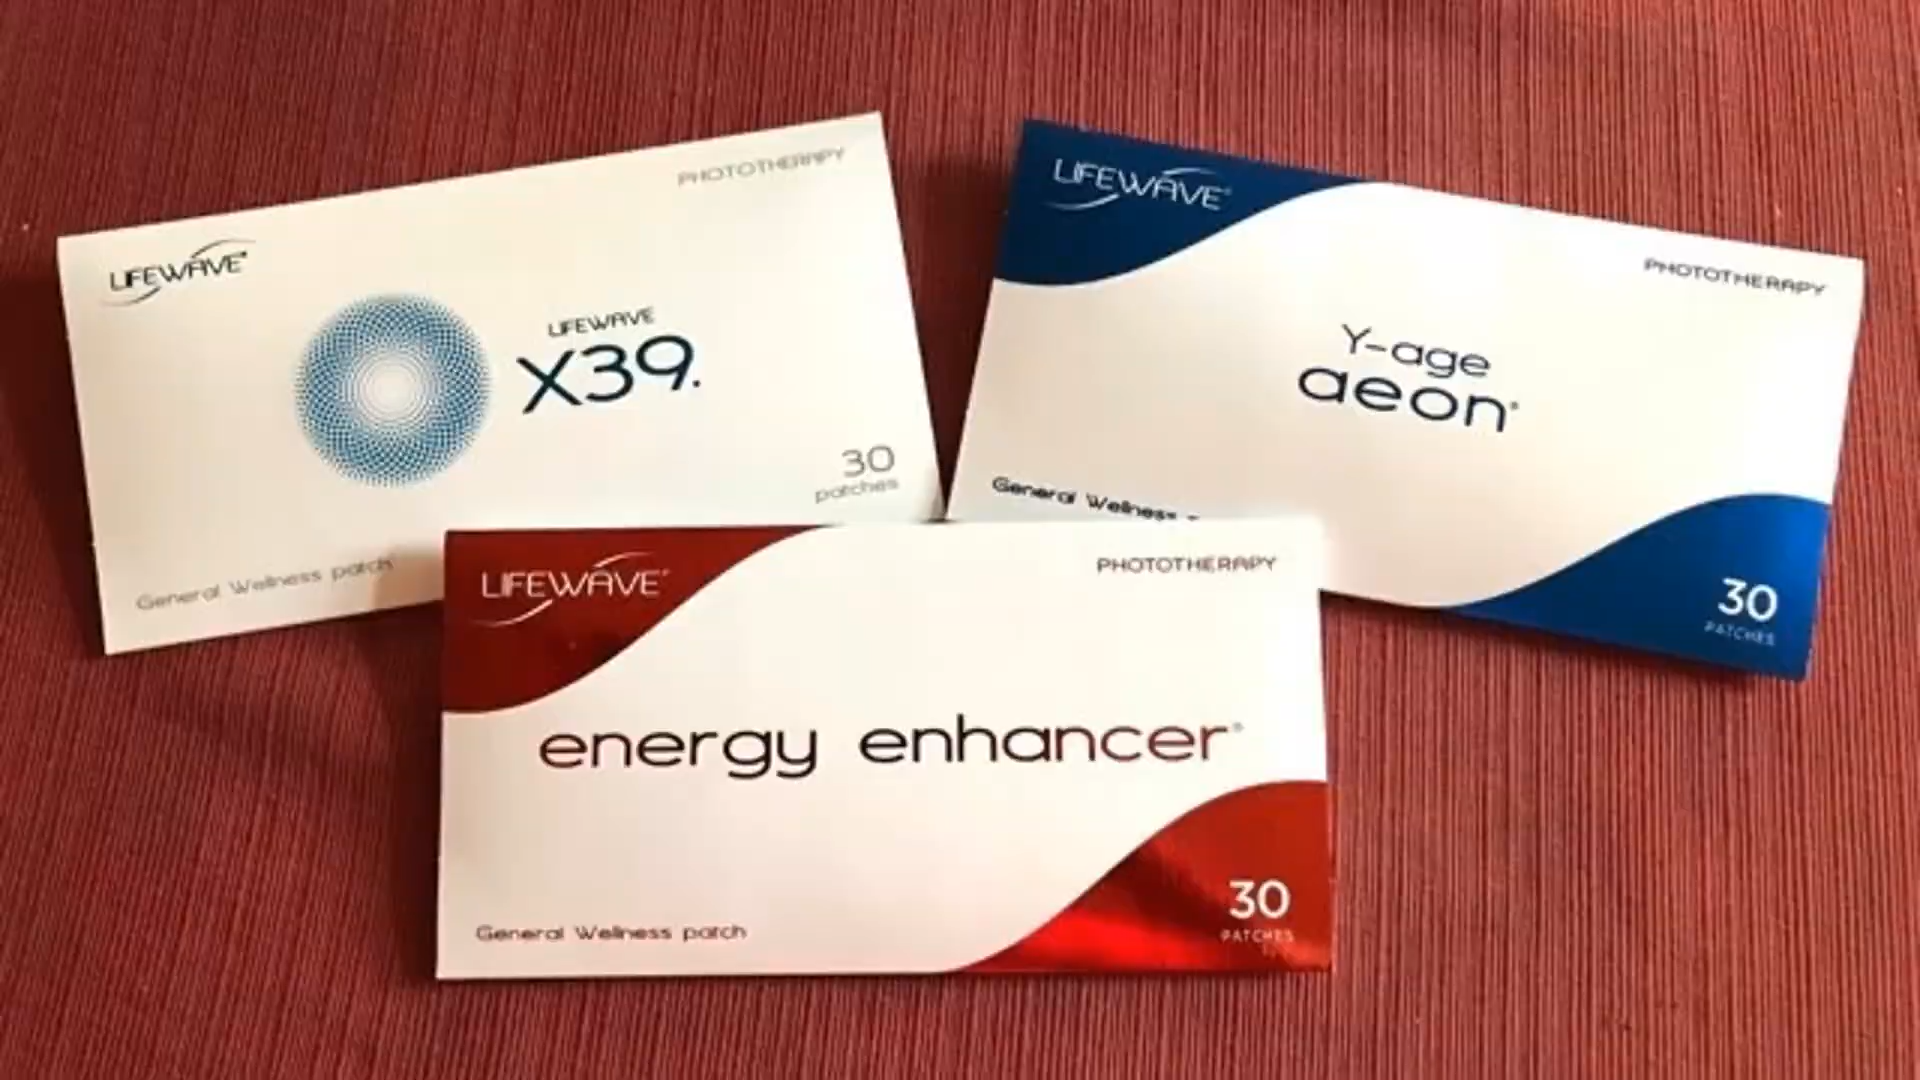 LIFEWAVE
PHOTOTHERAPY
LIFEWAVE
X39.
30
patches
General Wellness patch
LIFEWAVE
PHOTOTHERAPY
Y-age
aeon
General Wellness
30
PATCHES
LIFEWAVE
PHOTOTHERAPY
energy enhancer
General Wellness patch
30
PATCHES